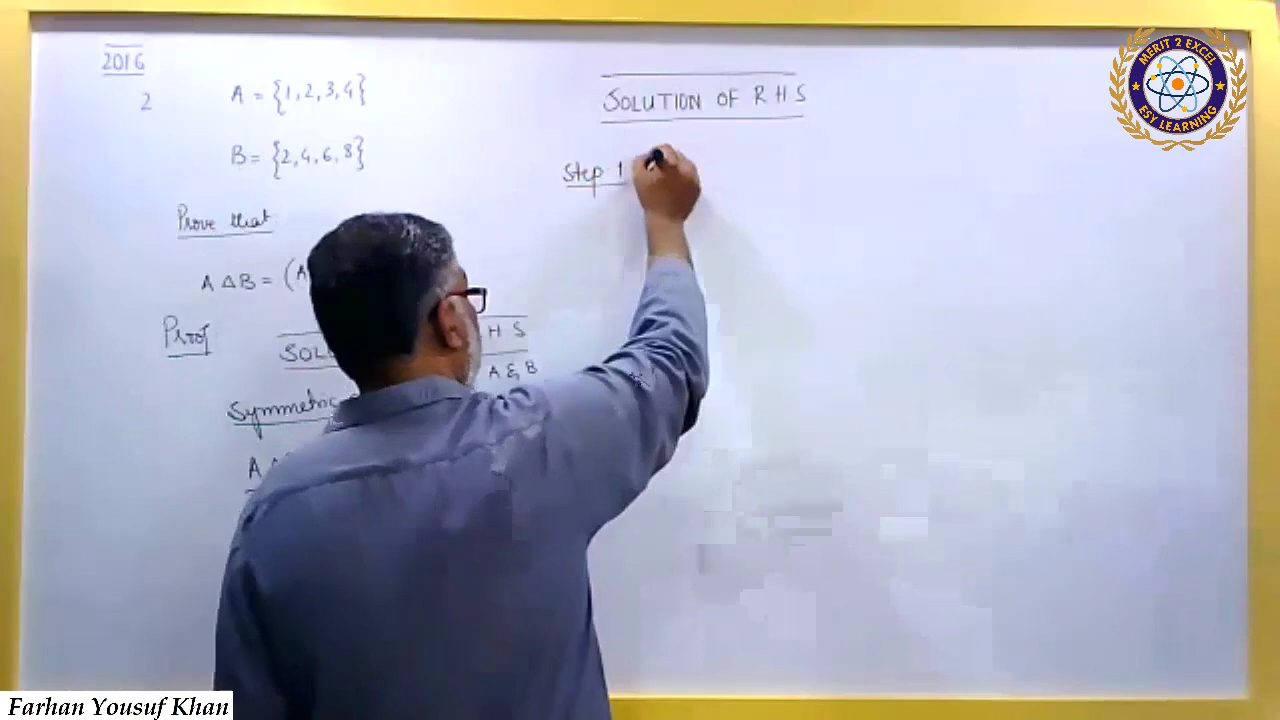 2016
2
A = {1,2,3,4}
B = {2,4,6,8}
Prove that
A Δ B = (A
Proof
SOLU
H S
A & B
Symmetric
A
SOLUTION OF R H S
Step 1
MERIT 2 EXCEL
ESY LEARNING
Farhan Yousuf Khan